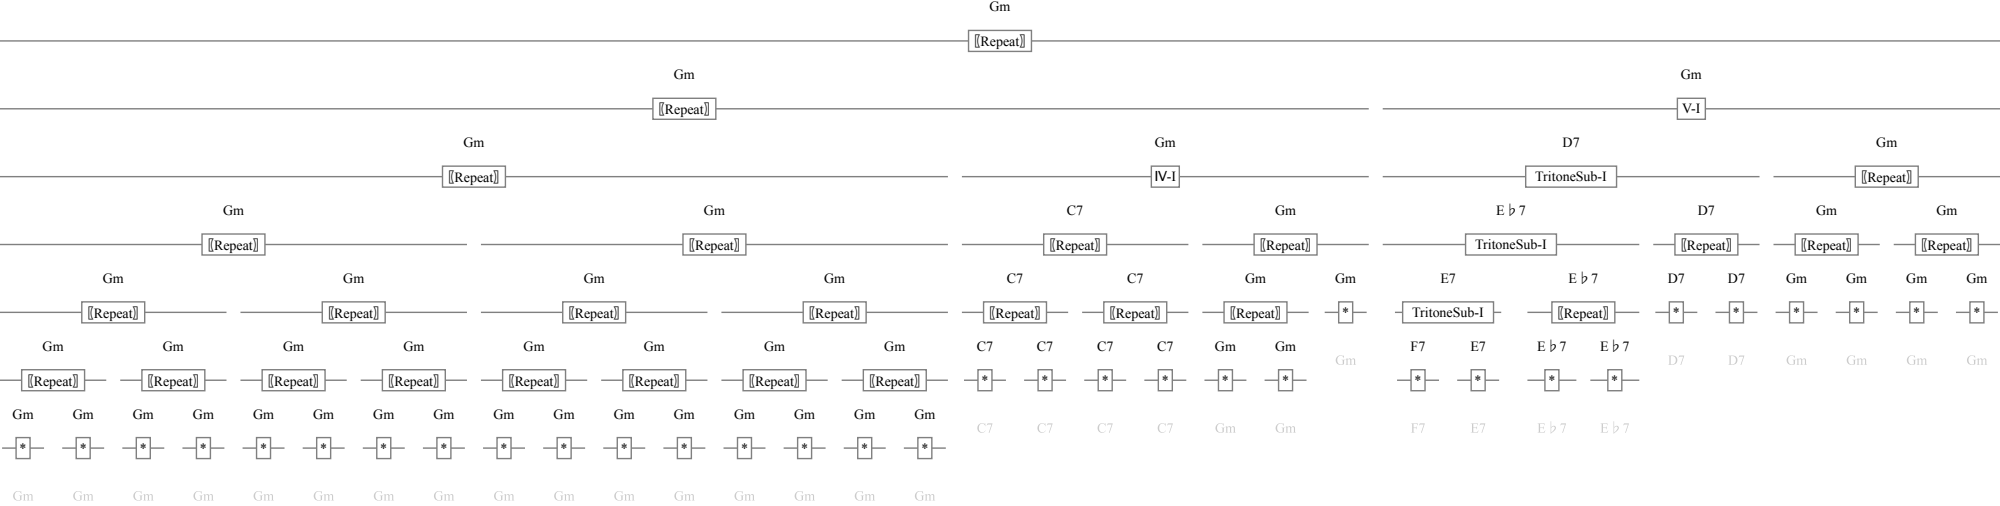 Gm
〚Repeat〛
Gm Gm
〚Repeat〛 V-I
Gm Gm D7 Gm
〚Repeat〛 Ⅳ-I TritoneSub-I 〚Repeat〛
Gm Gm C7 Gm E♭7 D7 Gm Gm
〚Repeat〛 〚Repeat〛 〚Repeat〛 〚Repeat〛 TritoneSub-I 〚Repeat〛 〚Repeat〛 〚Repeat〛
Gm Gm Gm Gm C7 C7 Gm Gm E7 E♭7 D7 D7 Gm Gm Gm Gm
〚Repeat〛 〚Repeat〛 〚Repeat〛 〚Repeat〛 〚Repeat〛 〚Repeat〛 〚Repeat〛 * TritoneSub-I 〚Repeat〛 * * * * * *
Gm Gm Gm Gm Gm Gm Gm Gm C7 C7 C7 C7 Gm Gm Gm F7 E7 E♭7 E♭7 D7 D7 Gm Gm Gm Gm
〚Repeat〛 〚Repeat〛 〚Repeat〛 〚Repeat〛 〚Repeat〛 〚Repeat〛 〚Repeat〛 〚Repeat〛 * * * * * * * * * *
Gm Gm Gm Gm Gm Gm Gm Gm Gm Gm Gm Gm Gm Gm Gm Gm C7 C7 C7 C7 Gm Gm F7 E7 E♭7 E♭7
* * * * * * * * * * * * * * * *
Gm Gm Gm Gm Gm Gm Gm Gm Gm Gm Gm Gm Gm Gm Gm Gm